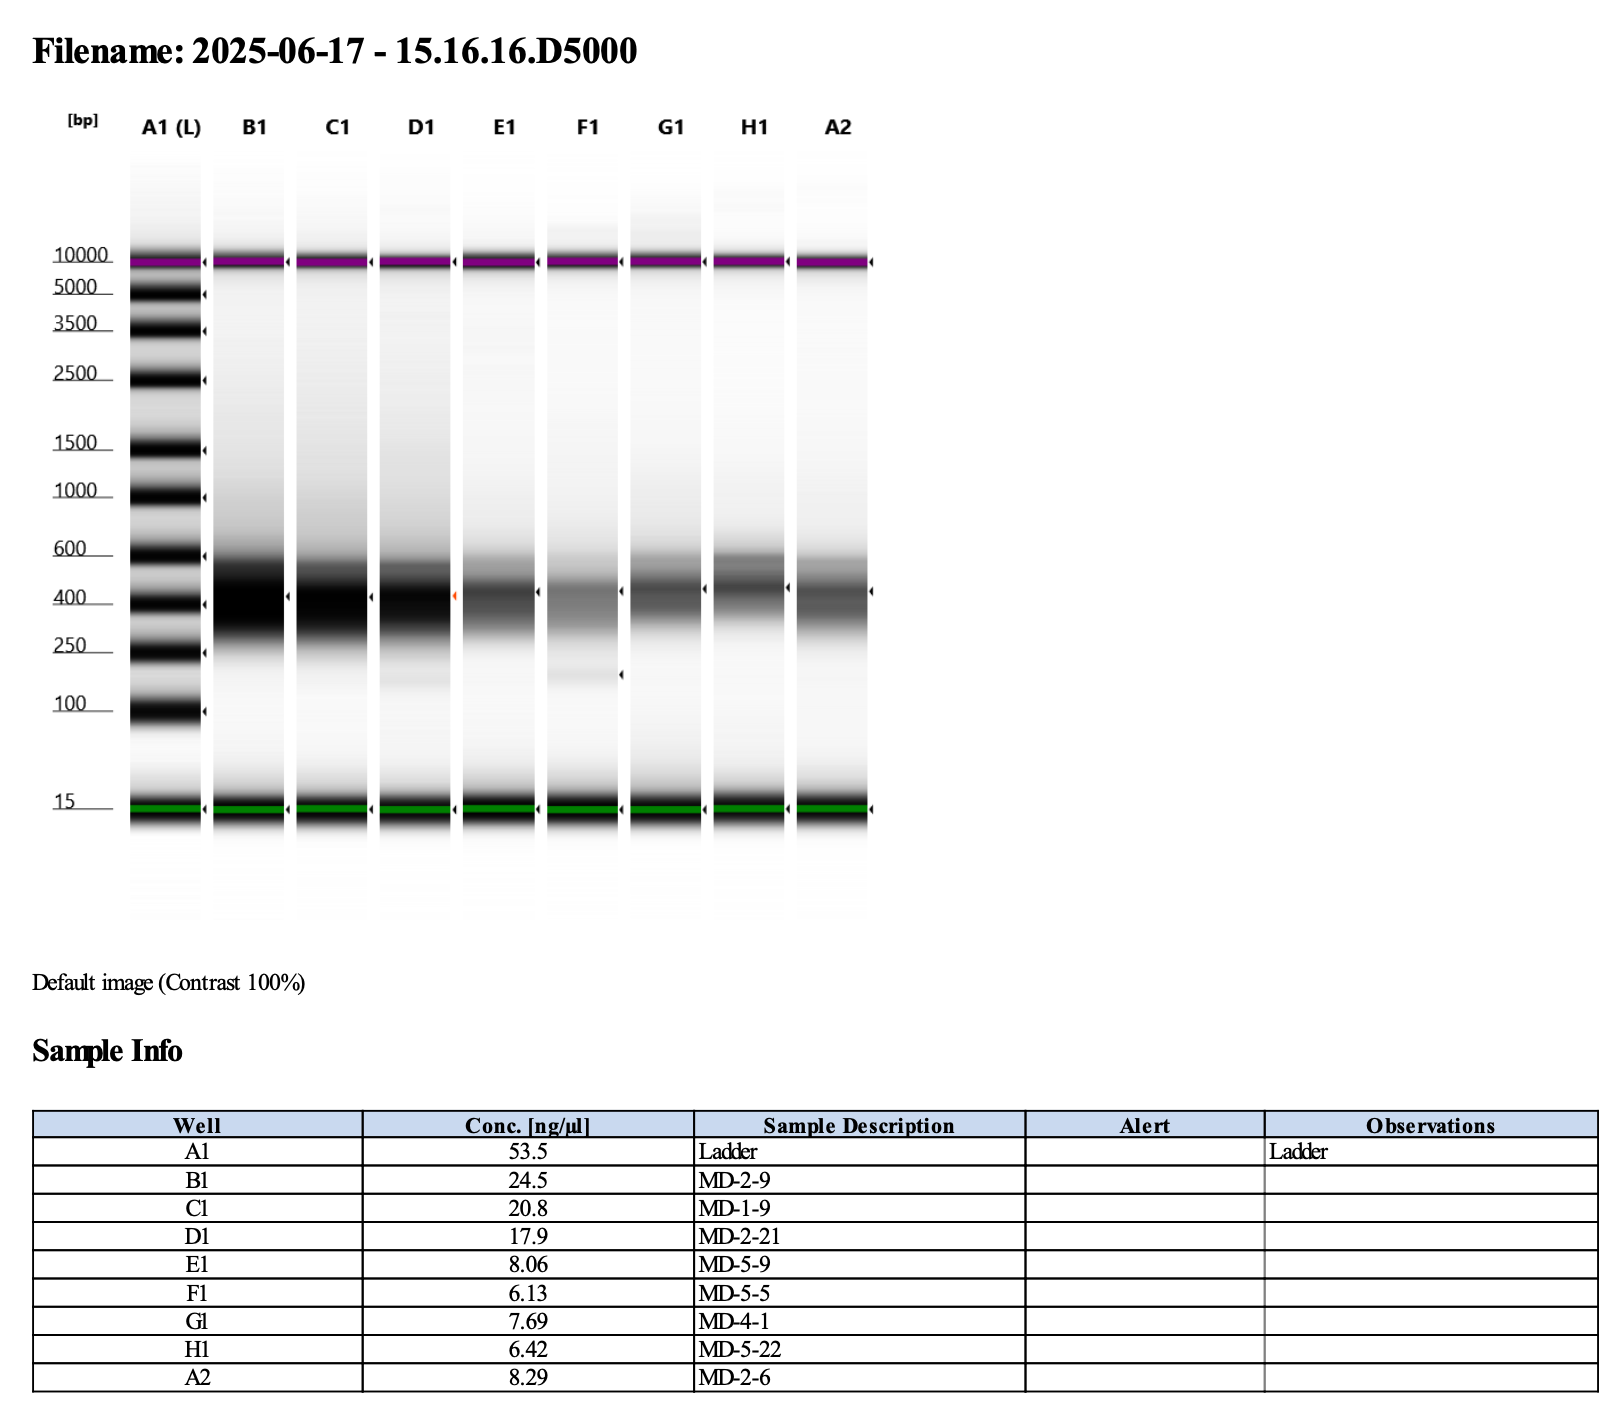 Filename: 2025-06-17 - 15.16.16.D5000
[bp] A1 (L) B1 C1 D1 E1 F1 G1 H1 A2
10000
5000
3500
2500
1500
1000
600
400
250
100
15
Default image (Contrast 100%)
Sample Info
Well Conc. [ng/µl] Sample Description Alert Observations
A1 53.5 Ladder Ladder
B1 24.5 MD-2-9
C1 20.8 MD-1-9
D1 17.9 MD-2-21
E1 8.06 MD-5-9
F1 6.13 MD-5-5
G1 7.69 MD-4-1
H1 6.42 MD-5-22
A2 8.29 MD-2-6